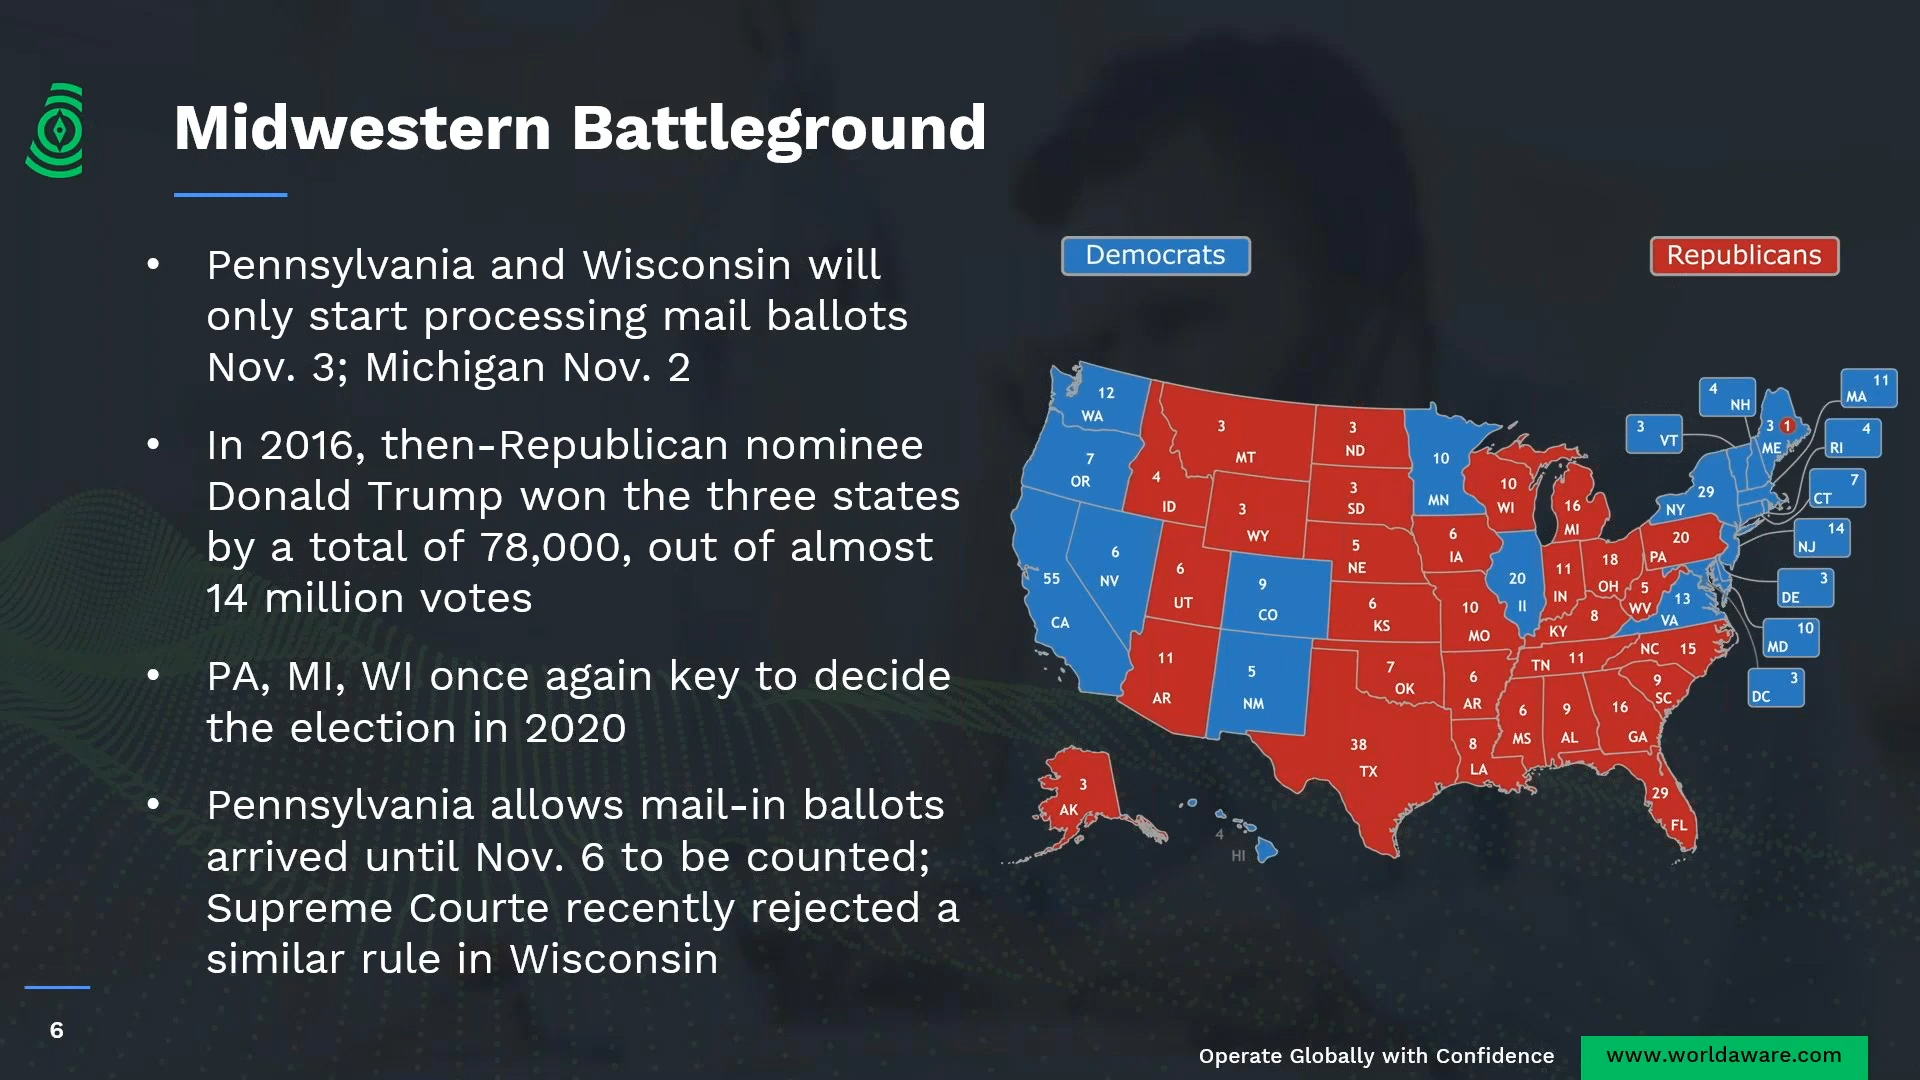 Midwestern Battleground
• Pennsylvania and Wisconsin will
only start processing mail ballots
Nov. 3; Michigan Nov. 2
• In 2016, then-Republican nominee
Donald Trump won the three states
by a total of 78,000, out of almost
14 million votes
• PA, MI, WI once again key to decide
the election in 2020
• Pennsylvania allows mail-in ballots
arrived until Nov. 6 to be counted;
Supreme Courte recently rejected a
similar rule in Wisconsin
Democrats
Republicans
12
WA
7
OR
55
CA
6
NV
4
ID
3
MT
3
WY
6
UT
11
AR
9
CO
5
NM
3
ND
3
SD
5
NE
6
KS
7
OK
38
TX
10
MN
6
IA
10
MO
6
AR
8
LA
10
WI
20
II
16
MI
11
IN
18
OH
8
KY
11
TN
6
MS
9
AL
16
GA
29
FL
9
SC
15
NC
13
VA
5
WV
20
PA
29
NY
3 1
ME
3
VT
4
NH
11
MA
4
RI
7
CT
14
NJ
3
DE
10
MD
3
DC
3
AK
4
HI
6
Operate Globally with Confidence
www.worldaware.com